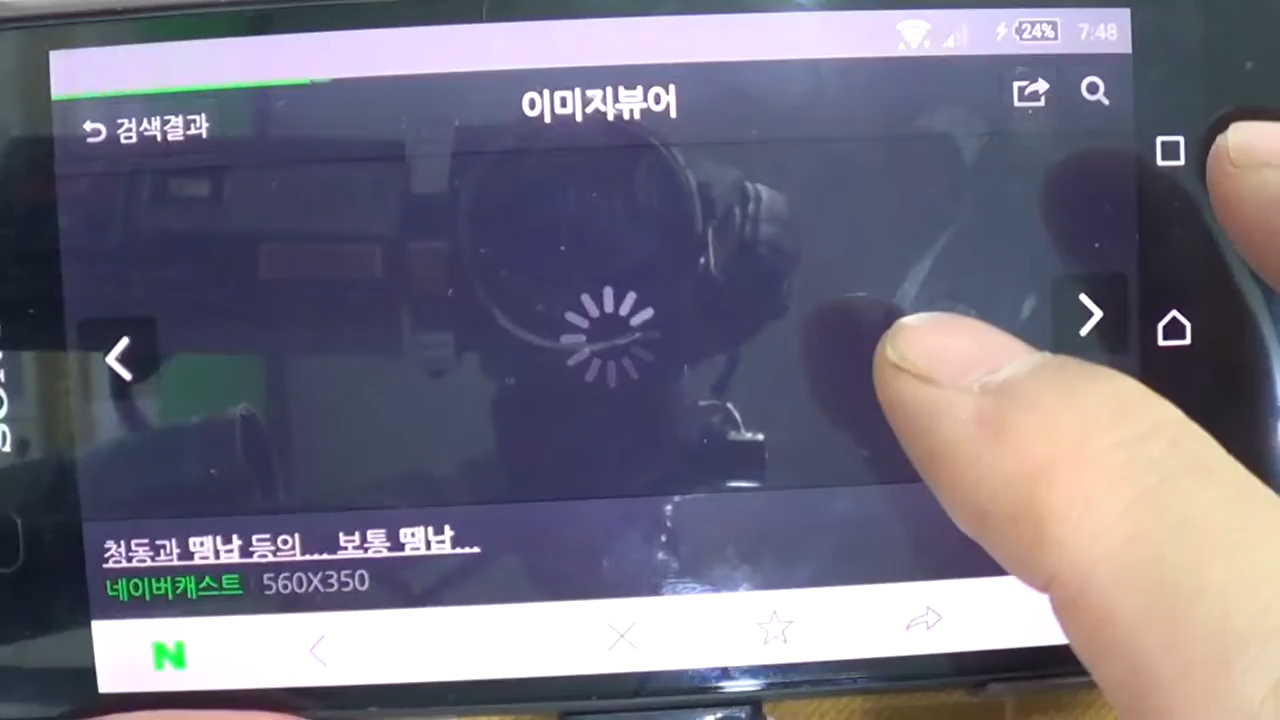 24% 7:48
이미지뷰어
검색결과
청동과 땜납 등의... 보통 땜납...
네이버캐스트 560X350
N